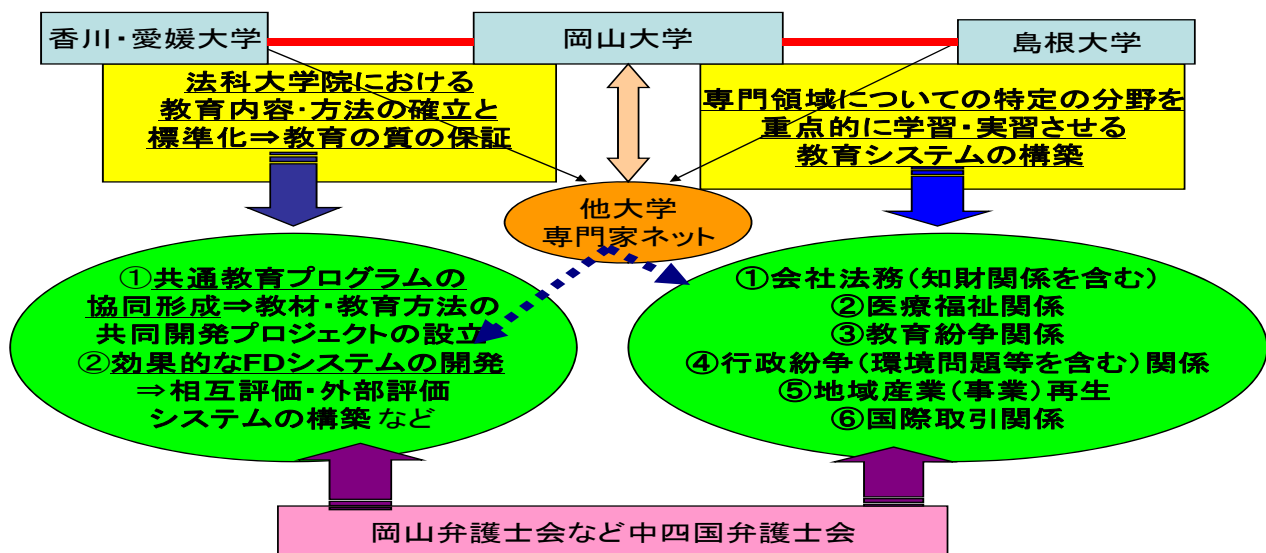 香川・愛媛大学
岡山大学
島根大学
法科大学院における
教育内容・方法の確立と
標準化⇒教育の質の保証
専門領域についての特定の分野を
重点的に学習・実習させる
教育システムの構築
他大学
専門家ネット
①共通教育プログラムの
協同形成⇒教材・教育方法の
共同開発プロジェクトの設立
②効果的なFDシステムの開発
⇒相互評価・外部評価
システムの構築 など
①会社法務(知財関係を含む)
②医療福祉関係
③教育紛争関係
④行政紛争(環境問題等を含む)関係
⑤地域産業(事業)再生
⑥国際取引関係
岡山弁護士会など中四国弁護士会